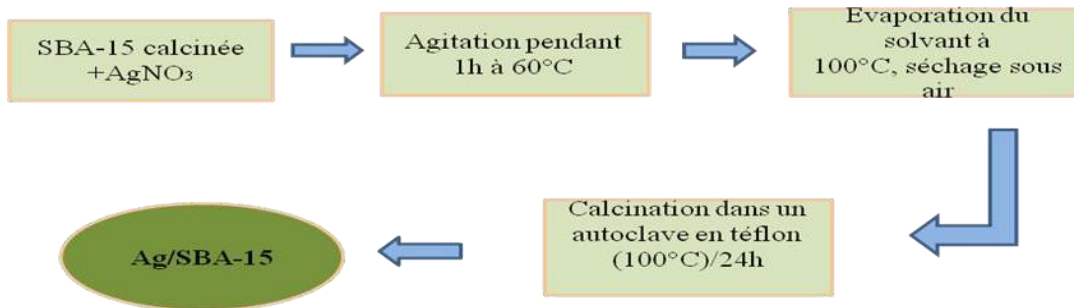 SBA-15 calcinée
+AgNO₃
Agitation pendant
1h à 60°C
Evaporation du
solvant à
100°C, séchage sous
air
Calcination dans un
autoclave en téflon
(100°C)/24h
Ag/SBA-15